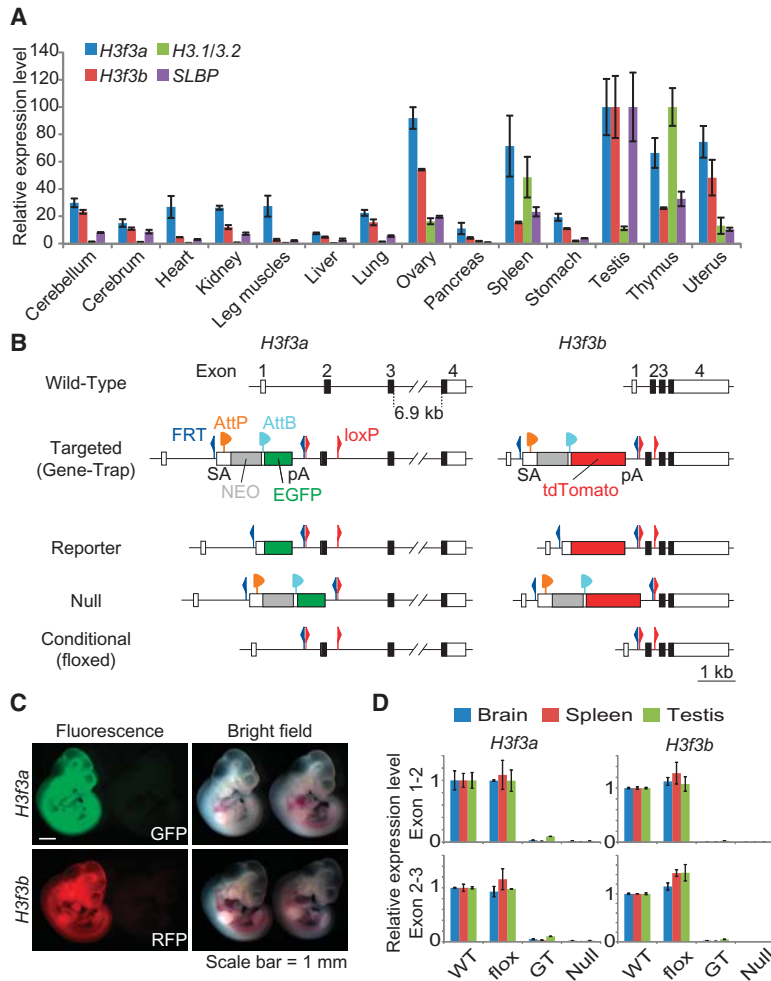 A
H3f3a
H3.1/3.2
H3f3b
SLBP
Relative expression level
140
120
100
80
60
40
20
0
Cerebellum
Cerebrum
Heart
Kidney
Leg muscles
Liver
Lung
Ovary
Pancreas
Spleen
Stomach
Testis
Thymus
Uterus
B
H3f3a
H3f3b
Wild-Type
Exon 1 2 3 4
1 2 3 4
6.9 kb
Targeted
(Gene-Trap)
FRT
AttP
AttB
loxP
SA
pA
NEO
EGFP
SA
pA
tdTomato
Reporter
Null
Conditional
(floxed)
1 kb
C
Fluorescence
Bright field
H3f3a
GFP
H3f3b
RFP
Scale bar = 1 mm
D
Brain
Spleen
Testis
H3f3a
H3f3b
Relative expression level
Exon 1-2
1
0
1
Exon 2-3
1
0
1
0
WT
flox
GT
Null
WT
flox
GT
Null